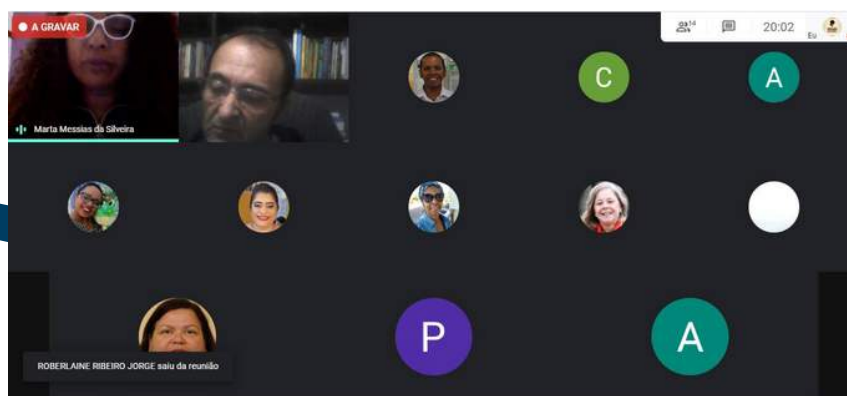 A GRAVAR
14
20:02
Eu
C
A
Marta Messias da Silveira
P
A
ROBERLAINE RIBEIRO JORGE saiu da reunião